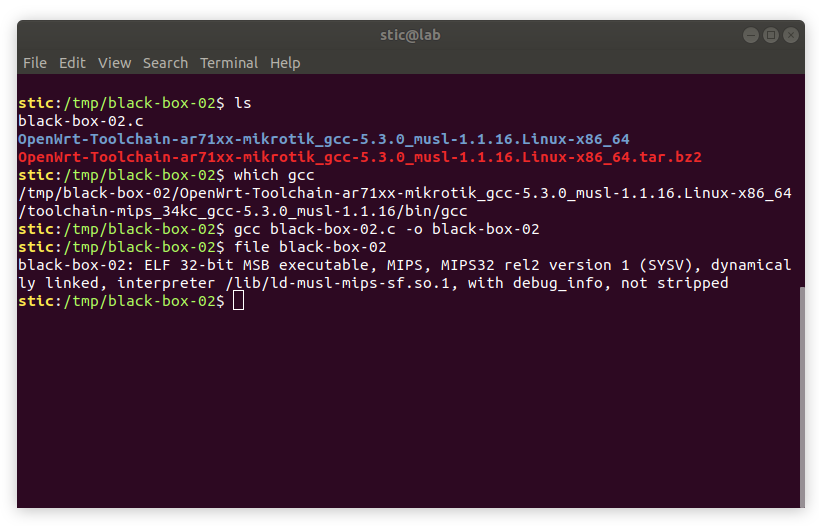 stic@lab
File Edit View Search Terminal Help
stic:/tmp/black-box-02$ ls
black-box-02.c
OpenWrt-Toolchain-ar71xx-mikrotik_gcc-5.3.0_musl-1.1.16.Linux-x86_64
OpenWrt-Toolchain-ar71xx-mikrotik_gcc-5.3.0_musl-1.1.16.Linux-x86_64.tar.bz2
stic:/tmp/black-box-02$ which gcc
/tmp/black-box-02/OpenWrt-Toolchain-ar71xx-mikrotik_gcc-5.3.0_musl-1.1.16.Linux-x86_64
/toolchain-mips_34kc_gcc-5.3.0_musl-1.1.16/bin/gcc
stic:/tmp/black-box-02$ gcc black-box-02.c -o black-box-02
stic:/tmp/black-box-02$ file black-box-02
black-box-02: ELF 32-bit MSB executable, MIPS, MIPS32 rel2 version 1 (SYSV), dynamical
ly linked, interpreter /lib/ld-musl-mips-sf.so.1, with debug_info, not stripped
stic:/tmp/black-box-02$